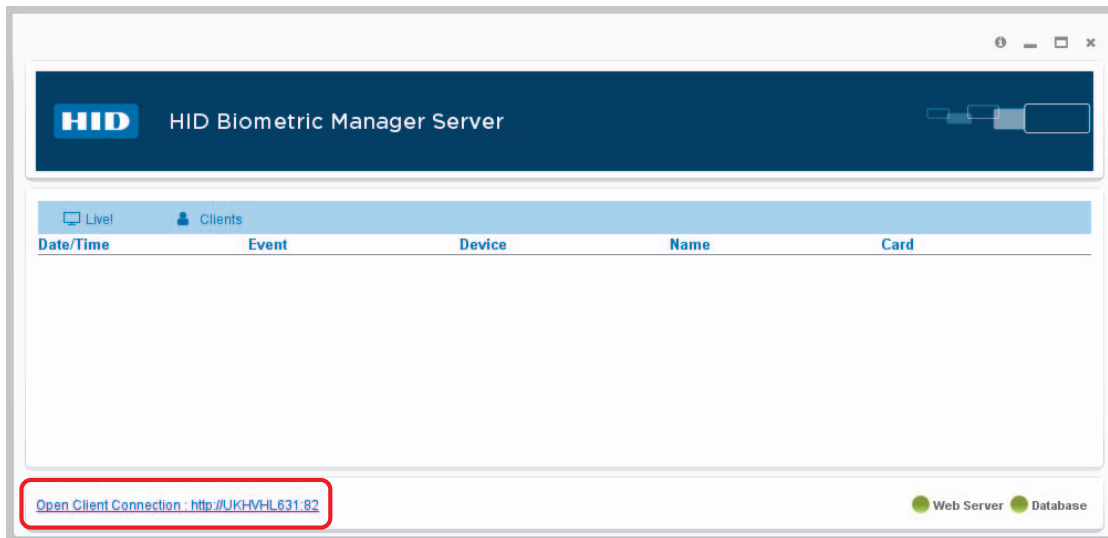 HID HID Biometric Manager Server
Live! Clients
Date/Time Event Device Name Card
Open Client Connection : http://UKHVHL631:82 Web Server Database